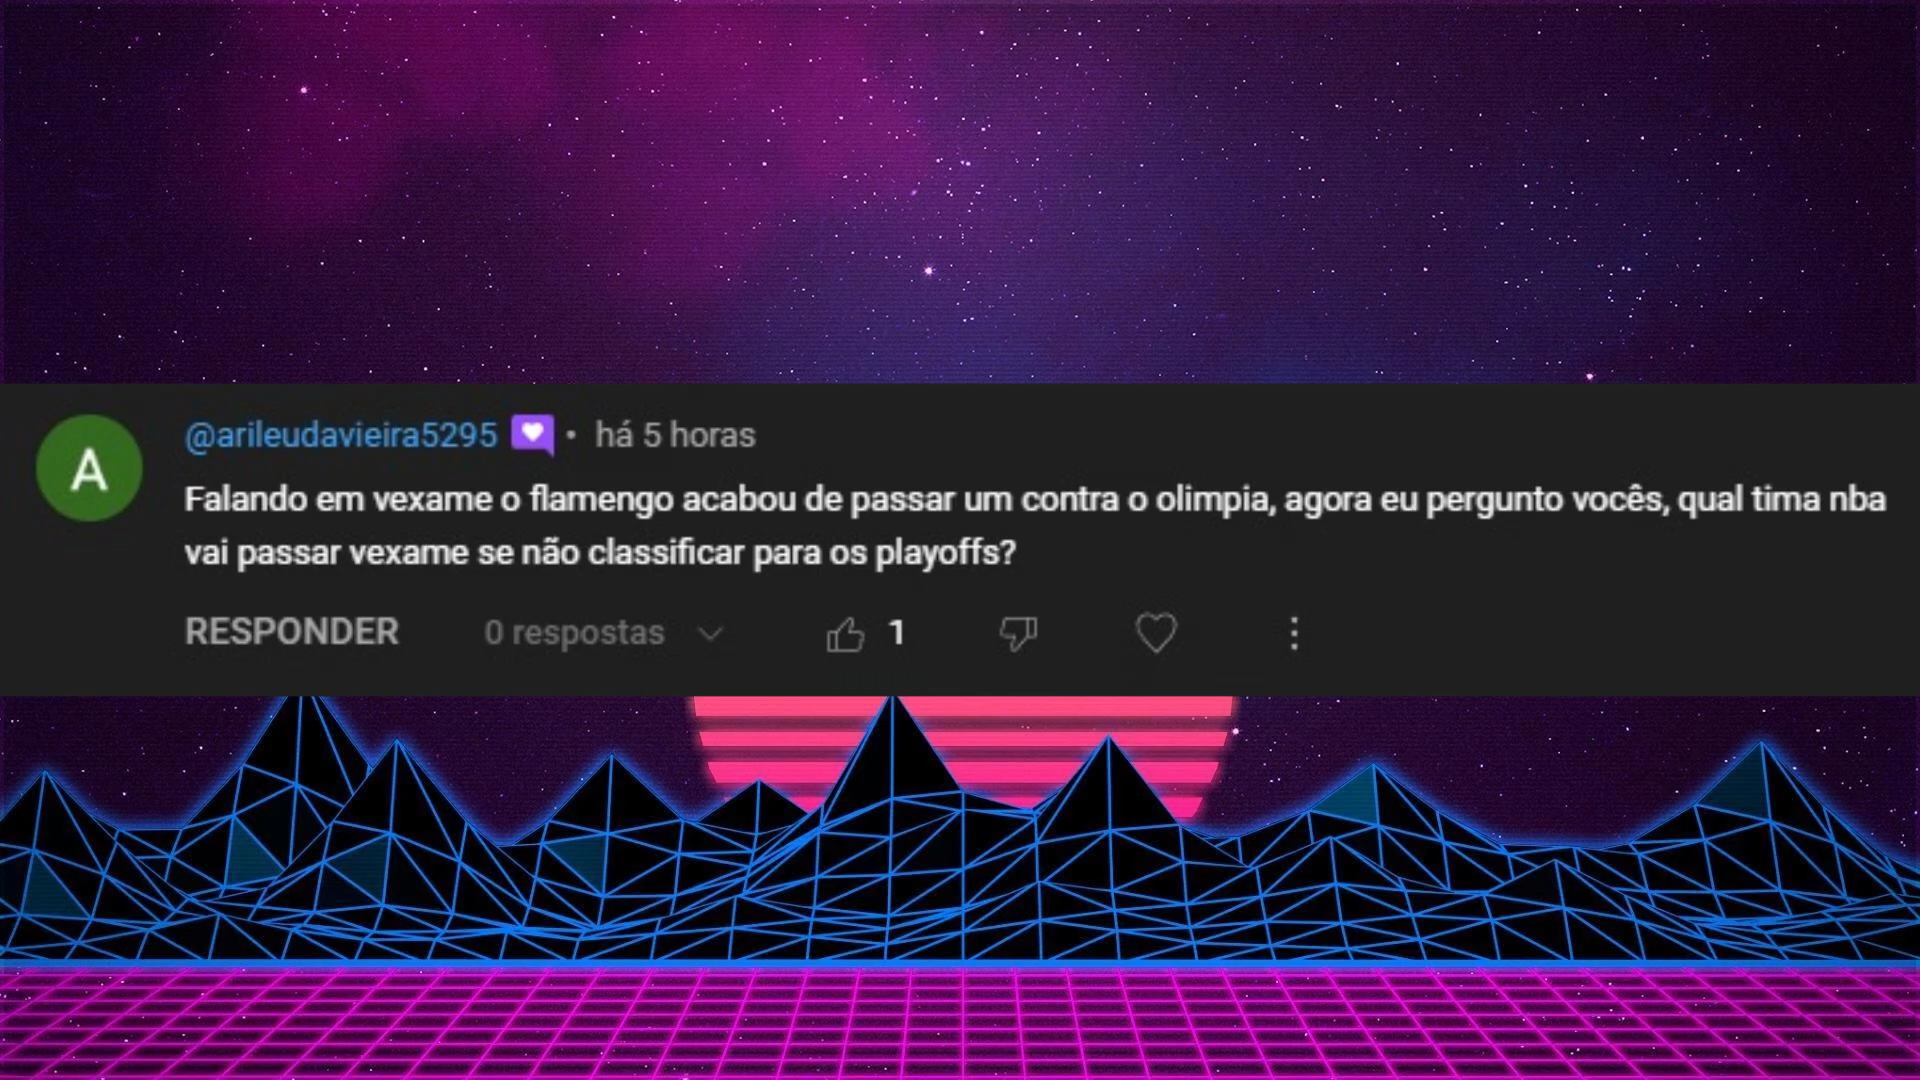 A
@arileudavieira5295 • há 5 horas
Falando em vexame o flamengo acabou de passar um contra o olimpia, agora eu pergunto vocês, qual tima nba
vai passar vexame se não classificar para os playoffs?
RESPONDER 0 respostas 1